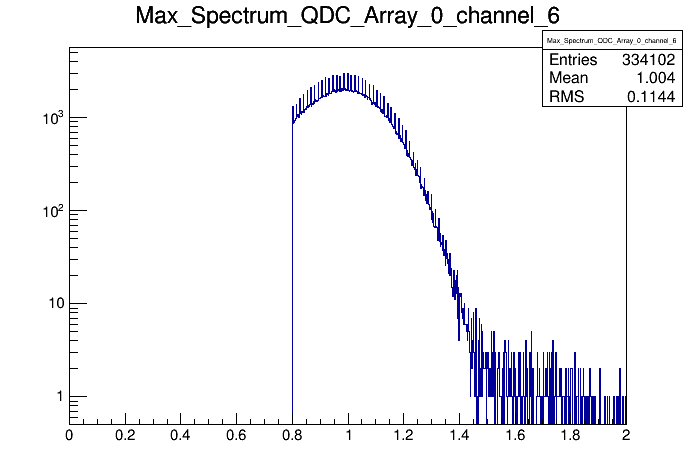 Max_Spectrum_QDC_Array_0_channel_6
Max_Spectrum_QDC_Array_0_channel_6
Entries 334102
Mean 1.004
RMS 0.1144
10³
10²
10
1
0 0.2 0.4 0.6 0.8 1 1.2 1.4 1.6 1.8 2